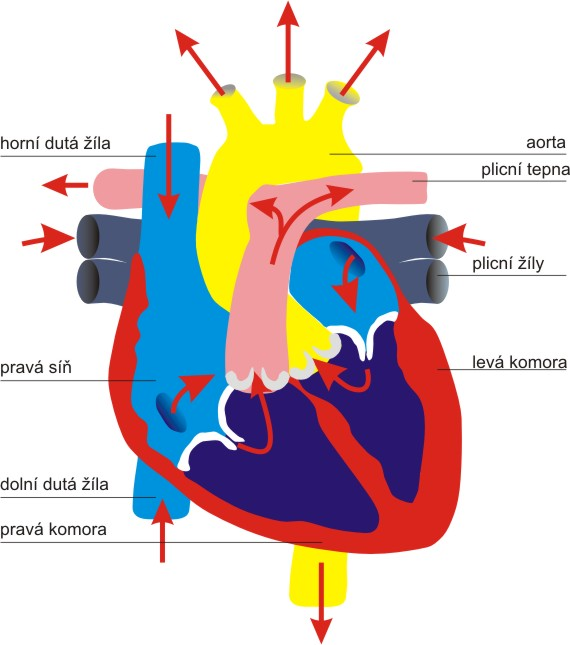 horní dutá žíla
aorta
plicní tepna
plicní žíly
pravá síň
levá komora
dolní dutá žíla
pravá komora